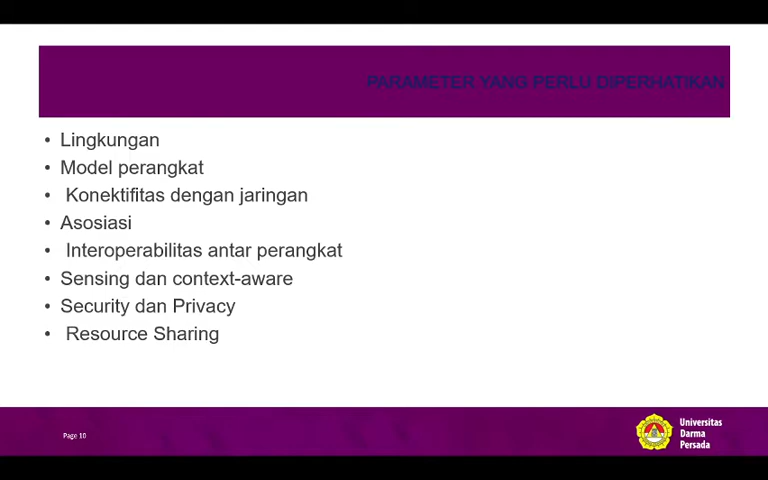 PARAMETER YANG PERLU DIPERHATIKAN
• Lingkungan
• Model perangkat
• Konektifitas dengan jaringan
• Asosiasi
• Interoperabilitas antar perangkat
• Sensing dan context-aware
• Security dan Privacy
• Resource Sharing
Page 10
Universitas
Darma
Persada